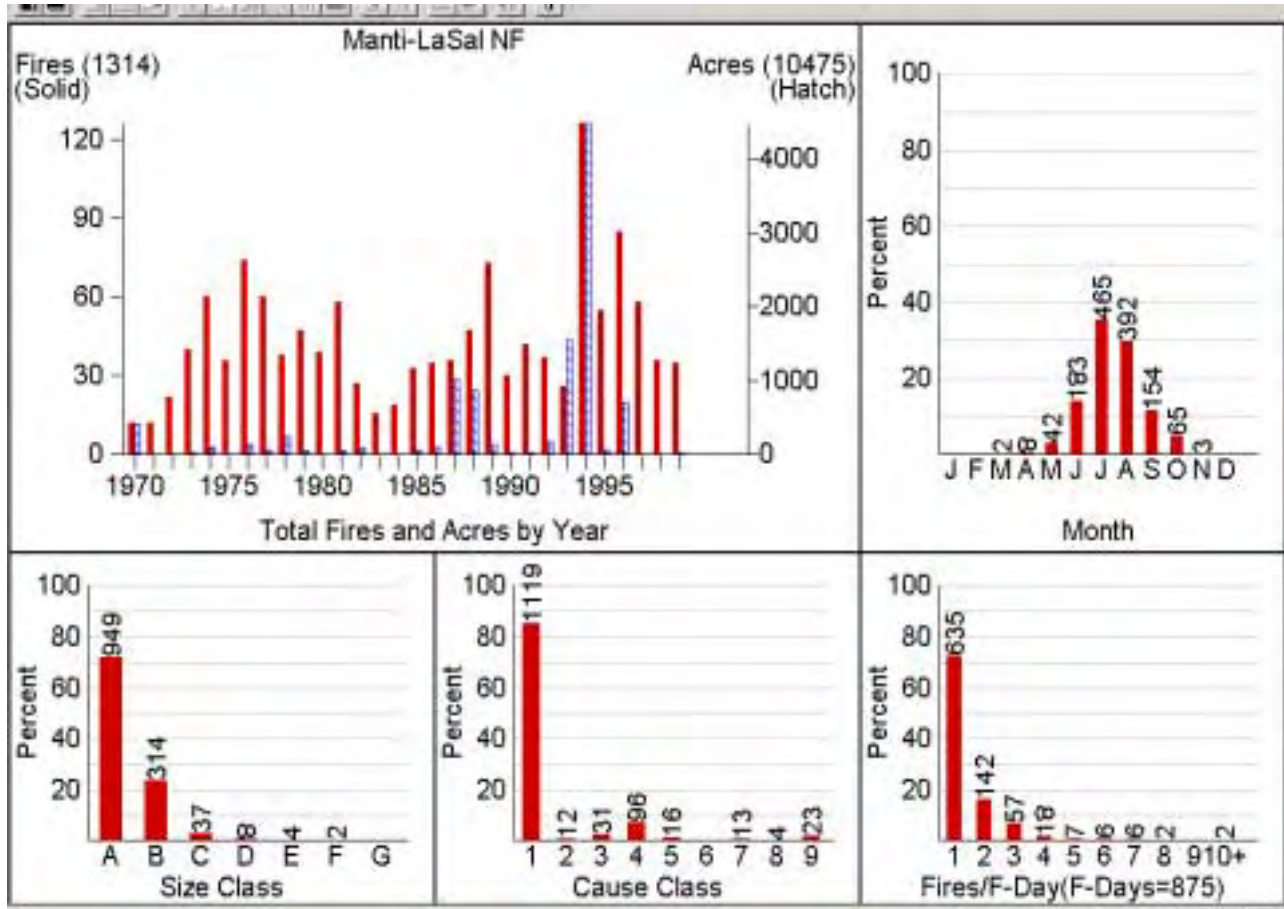 Manti-LaSal NF
Fires (1314)
(Solid)
Acres (10475)
(Hatch)
120
90
60
30
0
4000
3000
2000
1000
0
1970 1975 1980 1985 1990 1995
Total Fires and Acres by Year
100
80
60
40
20
Percent
2 8 42 183 465 392 154 65 3
J F M A M J J A S O N D
Month
100
80
60
40
20
Percent
949 314 37 8 4 2
A B C D E F G
Size Class
100
80
60
40
20
Percent
1119 12 31 96 16 13 4 23
1 2 3 4 5 6 7 8 9
Cause Class
100
80
60
40
20
Percent
635 142 57 18 7 6 6 2 2
1 2 3 4 5 6 7 8 910+
Fires/F-Day(F-Days=875)